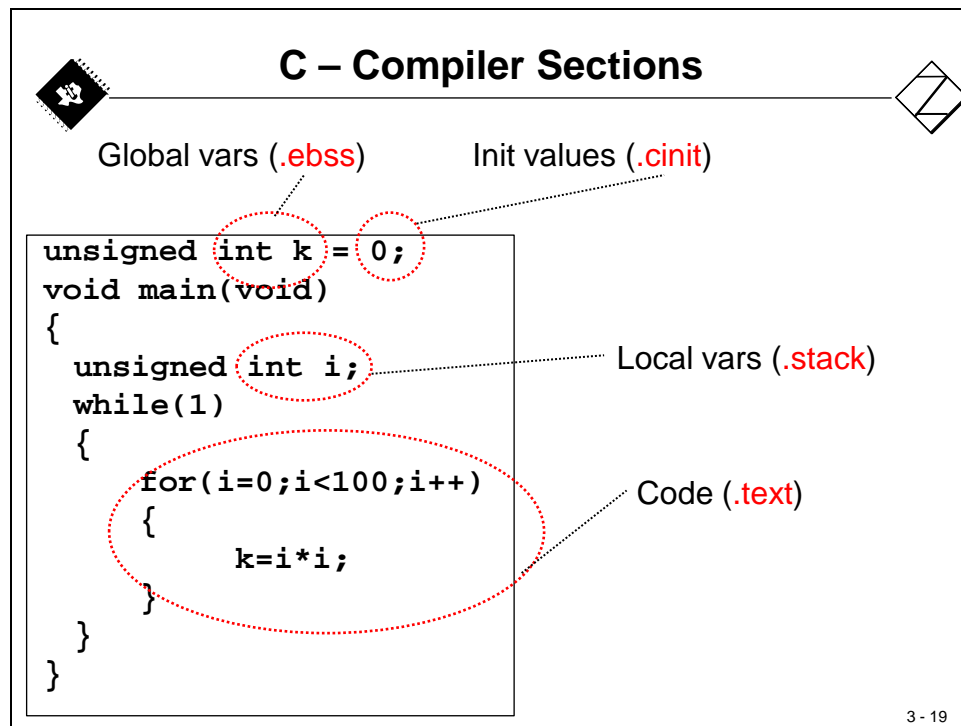 C – Compiler Sections
Global vars (.ebss)
Init values (.cinit)
unsigned int k = 0;
void main(void)
{
unsigned int i;
Local vars (.stack)
while(1)
{
for(i=0;i<100;i++)
Code (.text)
{
k=i*i;
}
}
}
3 - 19